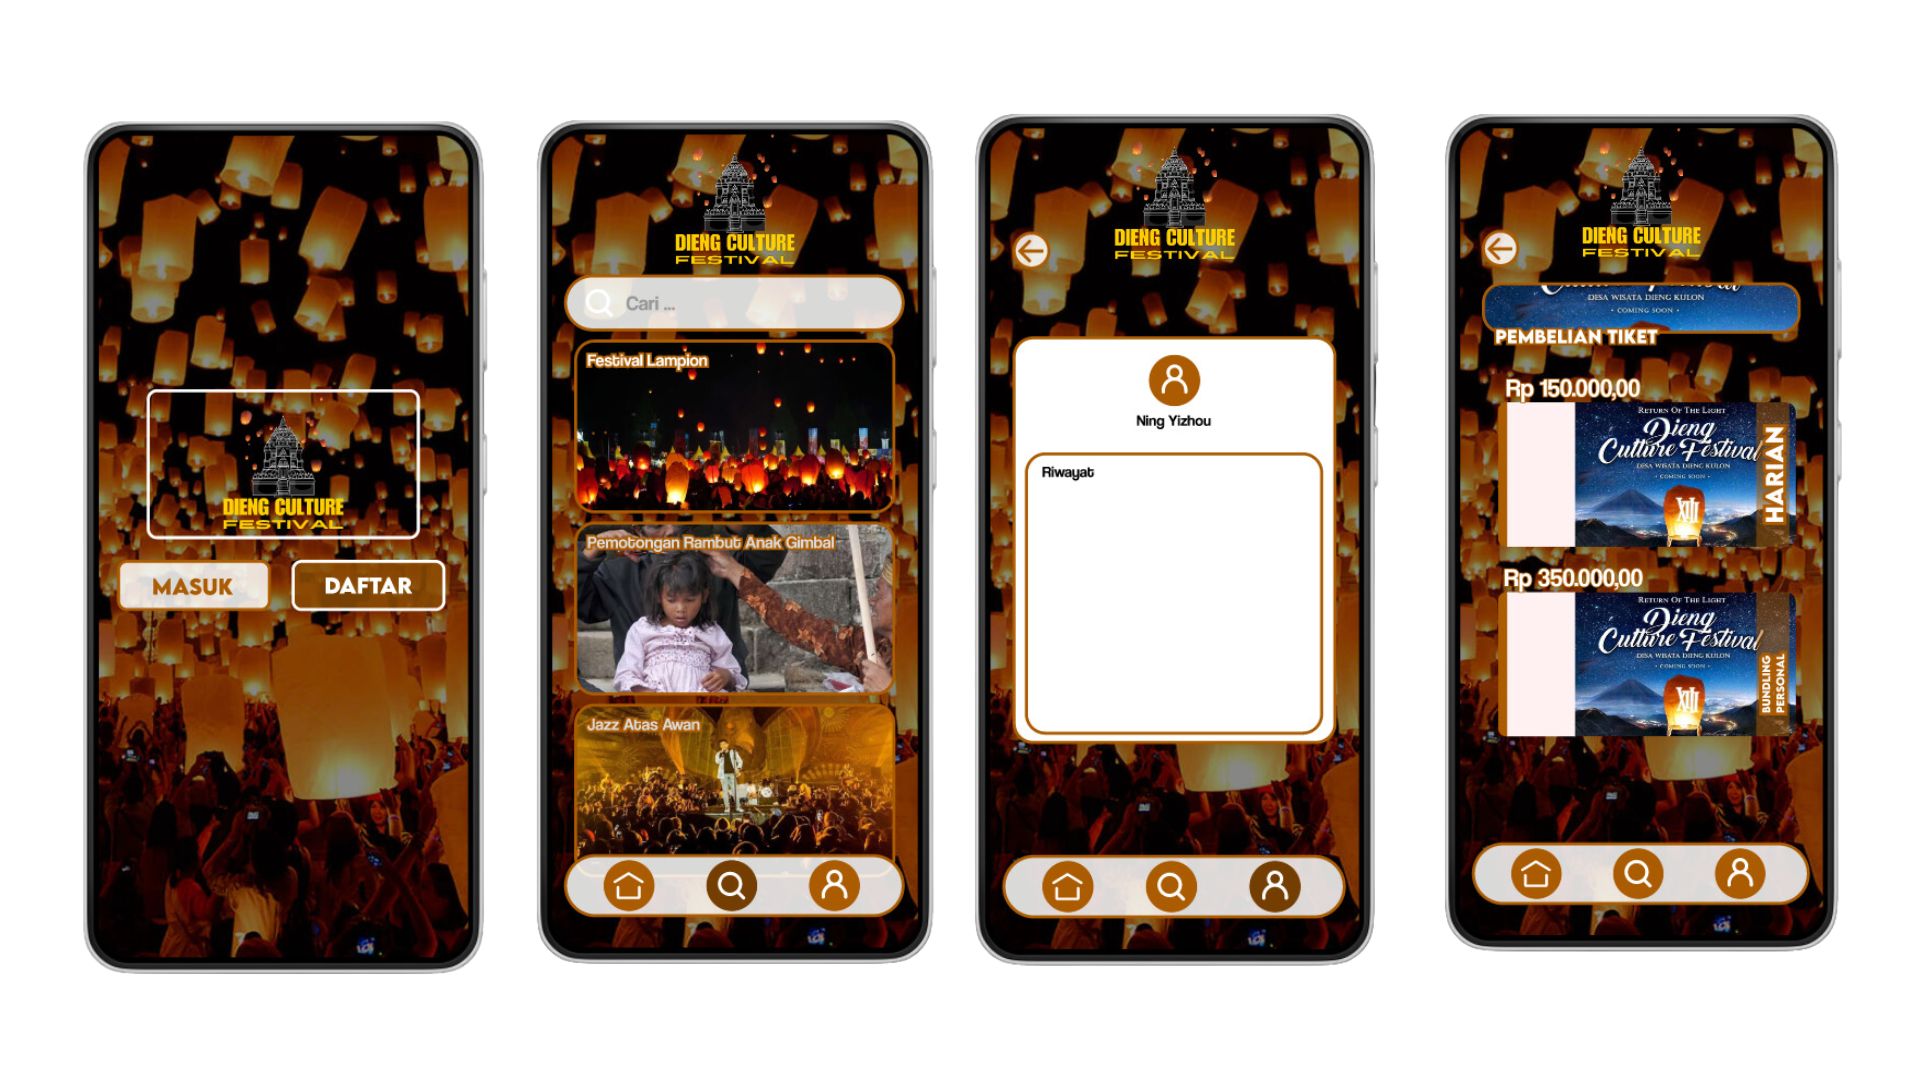 DIENG CULTURE
FESTIVAL
MASUK
DAFTAR
DIENG CULTURE
FESTIVAL
Cari ...
Festival Lampion
Pemotongan Rambut Anak Gimbal
Jazz Atas Awan
DIENG CULTURE
FESTIVAL
Ning Yizhou
Riwayat
DIENG CULTURE
FESTIVAL
DESA WISATA DIENG KULON
• COMING SOON •
PEMBELIAN TIKET
Rp 150.000,00
RETURN OF THE LIGHT
Dieng
Culture Festival
DESA WISATA DIENG KULON
• COMING SOON •
XIII
HARIAN
Rp 350.000,00
RETURN OF THE LIGHT
Dieng
Culture Festival
DESA WISATA DIENG KULON
• COMING SOON •
XIII
BUNDLING
PERSONAL